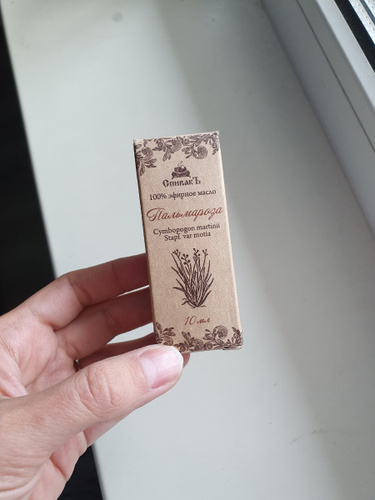 СпивакЪ
100% эфирное масло
Пальмароза
Cymbopogon martinii
Stapf. var motia
10 мл